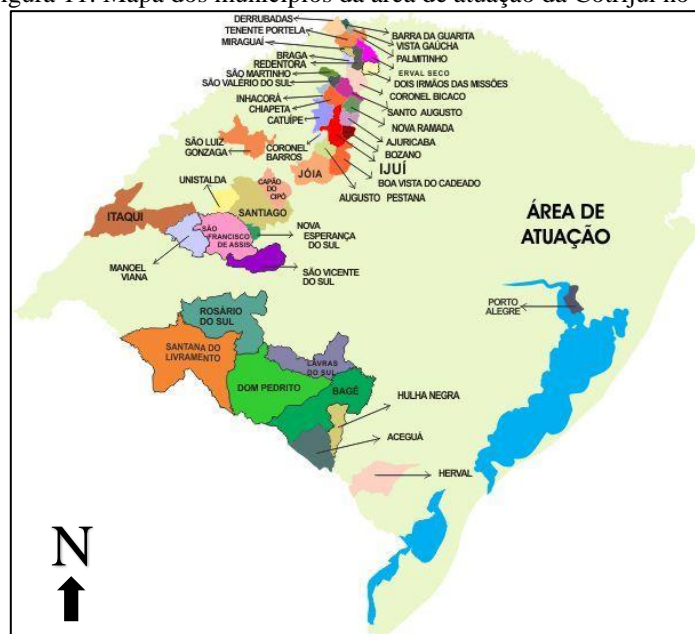 Figura 11: Mapa dos municípios da área de atuação da Cotrijuí no
DERRUBADAS
TENENTE PORTELA
MIRAGUAÍ
BRAGA
REDENTORA
SÃO MARTINHO
SÃO VALÉRIO DO SUL
INHACORÁ
CHIAPETA
CATUÍPE
BARRA DA GUARITA
VISTA GAÚCHA
PALMITINHO
ERVAL SECO
DOIS IRMÃOS DAS MISSÕES
CORONEL BICACO
SANTO AUGUSTO
NOVA RAMADA
AJURICABA
BOZANO
IJUÍ
BOA VISTA DO CADEADO
AUGUSTO PESTANA
SÃO LUIZ
GONZAGA
CORONEL
BARROS
JÓIA
UNISTALDA
CAPÃO
DO
CIPÓ
SANTIAGO
ITAQUI
SÃO
FRANCISCO
DE ASSIS
NOVA
ESPERANÇA
DO SUL
MANOEL
VIANA
SÃO VICENTE
DO SUL
ÁREA DE
ATUAÇÃO
PORTO
ALEGRE
ROSÁRIO
DO SUL
SANTANA DO
LIVRAMENTO
LAVRAS
DO SUL
DOM PEDRITO
BAGÉ
HULHA NEGRA
ACEGUÁ
HERVAL
N